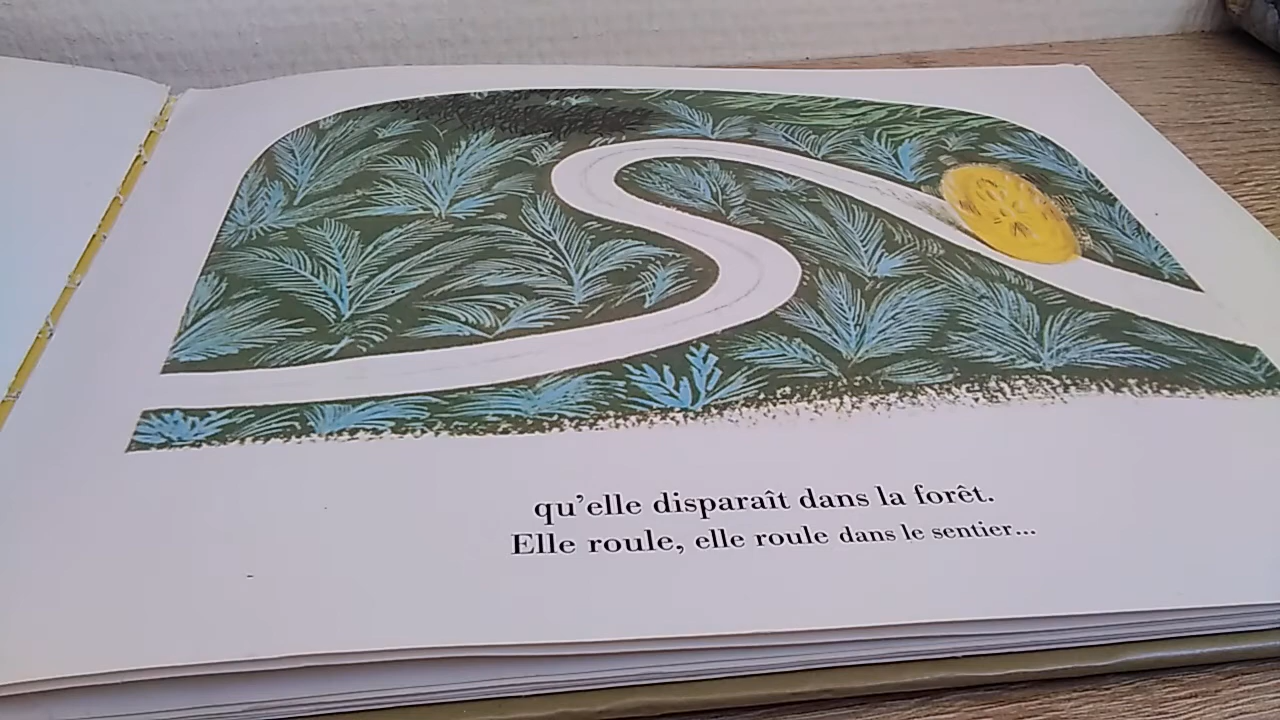 qu'elle disparaît dans la forêt.
Elle roule, elle roule dans le sentier...